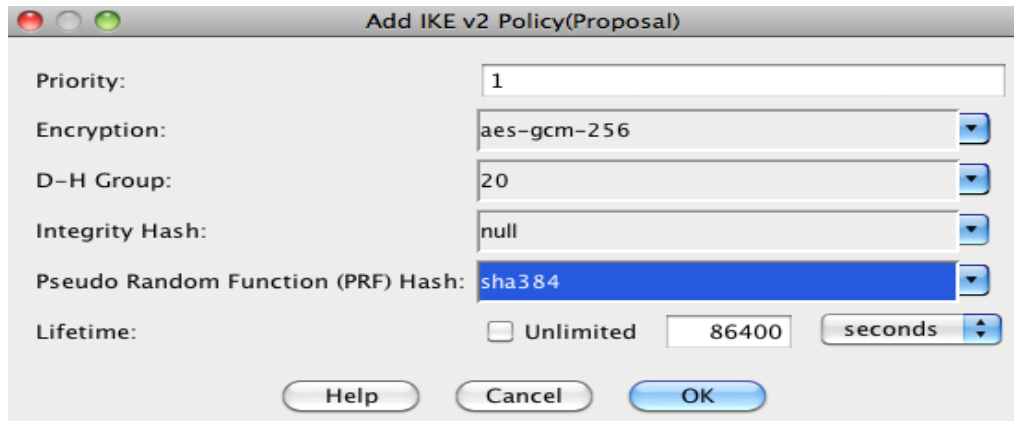 Add IKE v2 Policy(Proposal)
Priority: 1
Encryption: aes-gcm-256
D-H Group: 20
Integrity Hash: null
Pseudo Random Function (PRF) Hash: sha384
Lifetime: Unlimited 86400 seconds
Help Cancel OK